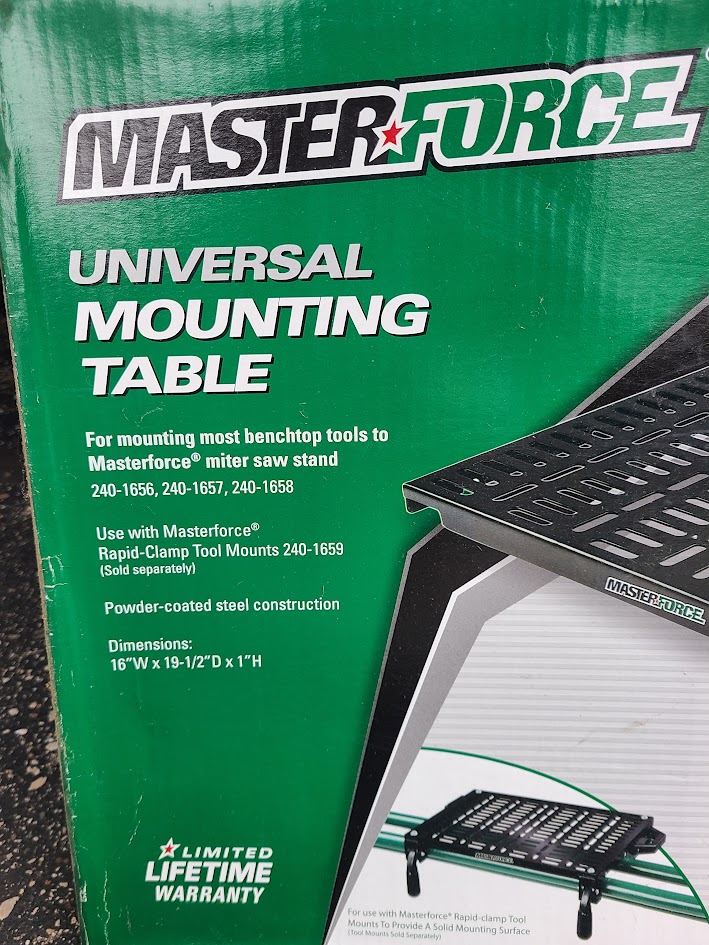 MASTERFORCE
UNIVERSAL
MOUNTING
TABLE
For mounting most benchtop tools to
Masterforce® miter saw stand
240-1656, 240-1657, 240-1658
Use with Masterforce®
Rapid-Clamp Tool Mounts 240-1659
(Sold separately)
Powder-coated steel construction
Dimensions:
16"W x 19-1/2"D x 1"H
MASTERFORCE
LIMITED
LIFETIME
WARRANTY
MASTERFORCE
For use with Masterforce® Rapid-clamp Tool
Mounts To Provide A Solid Mounting Surface
(Tool Mounts Sold Separately)